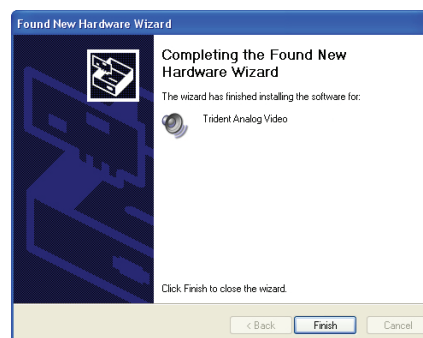 Found New Hardware Wizard
Completing the Found New
Hardware Wizard
The wizard has finished installing the software for:
Trident Analog Video
Click Finish to close the wizard.
< Back Finish Cancel